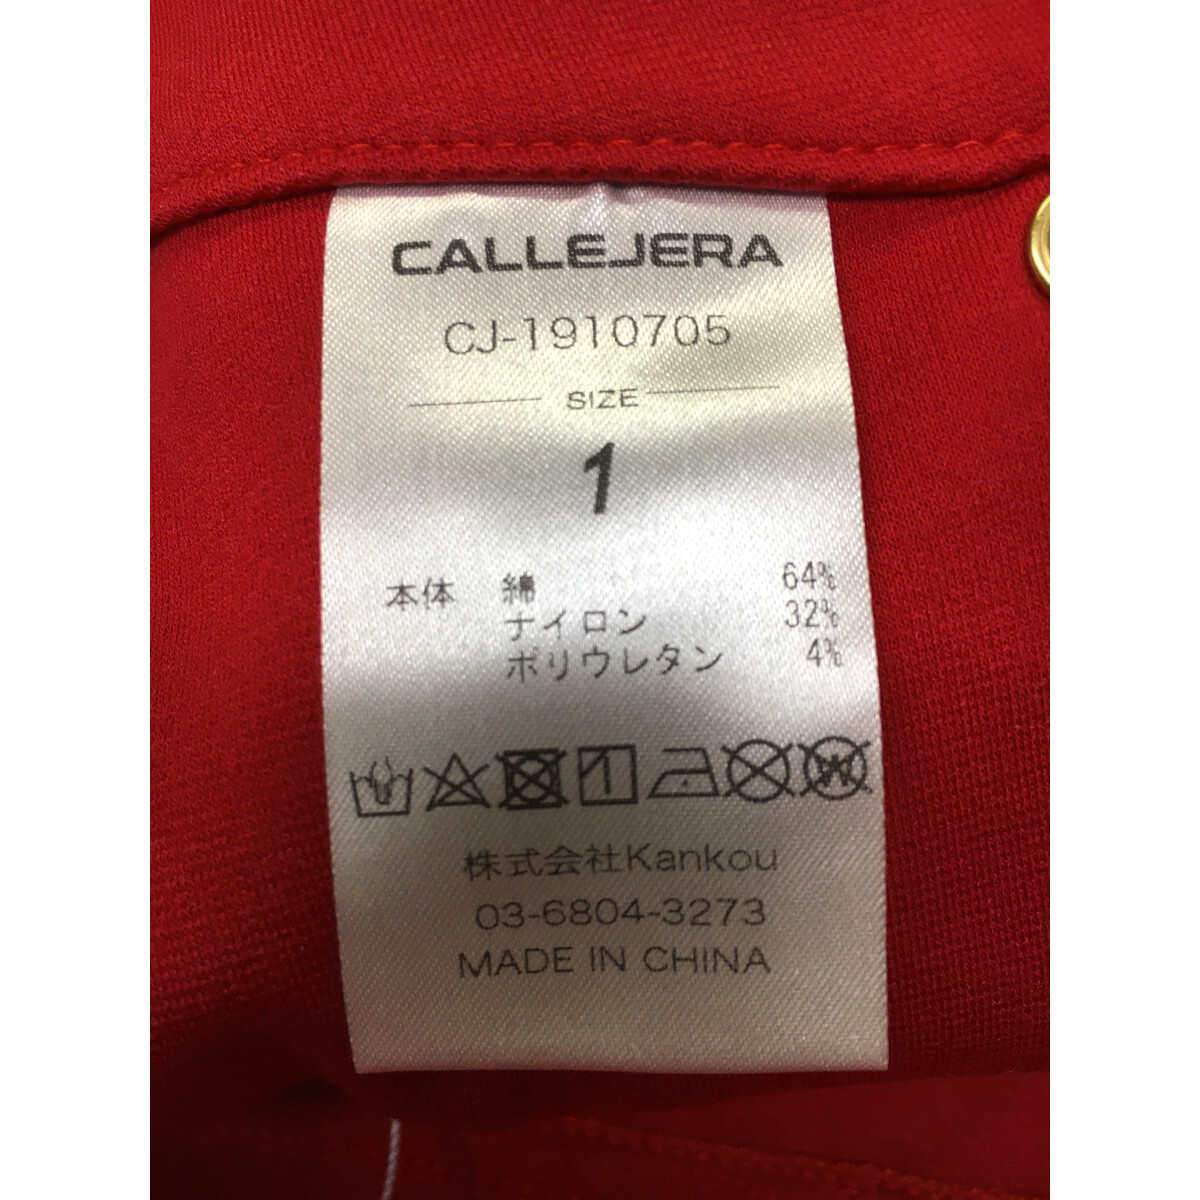 CALLEJERA
CJ-1910705
SIZE
1
本体 綿 64%
ナイロン 32%
ポリウレタン 4%
W
株式会社Kankou
03-6804-3273
MADE IN CHINA